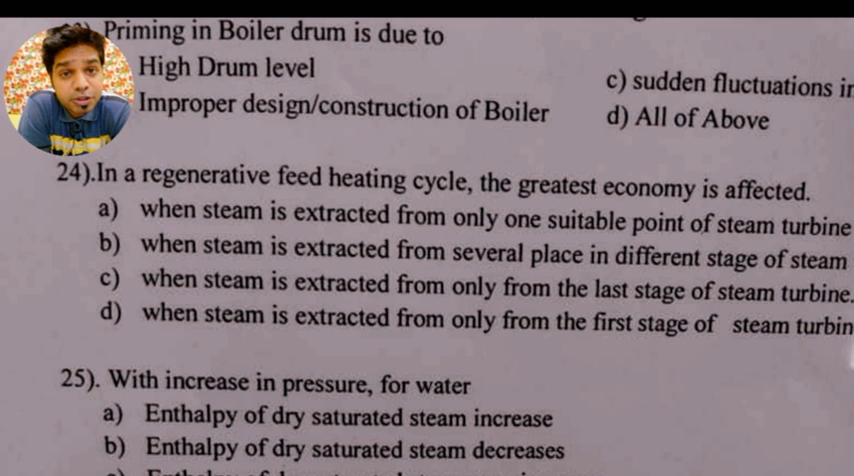 Priming in Boiler drum is due to
High Drum level
c) sudden fluctuations in
Improper design/construction of Boiler
d) All of Above
24).In a regenerative feed heating cycle, the greatest economy is affected.
a) when steam is extracted from only one suitable point of steam turbine
b) when steam is extracted from several place in different stage of steam
c) when steam is extracted from only from the last stage of steam turbine.
d) when steam is extracted from only from the first stage of steam turbin
25). With increase in pressure, for water
a) Enthalpy of dry saturated steam increase
b) Enthalpy of dry saturated steam decreases